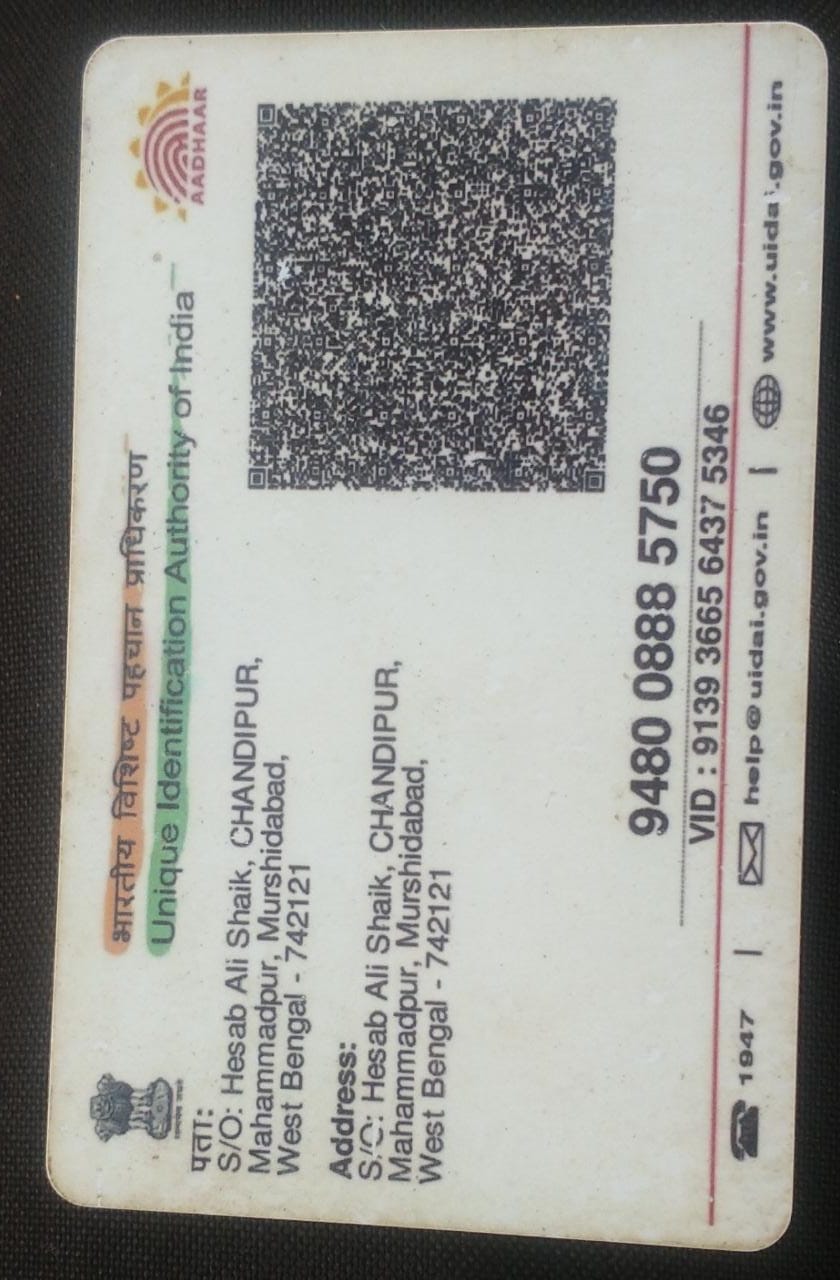 भारतीय विशिष्ट पहचान प्राधिकरण
Unique Identification Authority of India
AADHAAR
पता:
S/O: Hesab Ali Shaik, CHANDIPUR,
Mahammadpur, Murshidabad,
West Bengal - 742121
Address:
S/O: Hesab Ali Shaik, CHANDIPUR,
Mahammadpur, Murshidabad,
West Bengal - 742121
9480 0888 5750
VID : 9139 3665 6437 5346
1947 | help@uidai.gov.in | www.uidai.gov.in